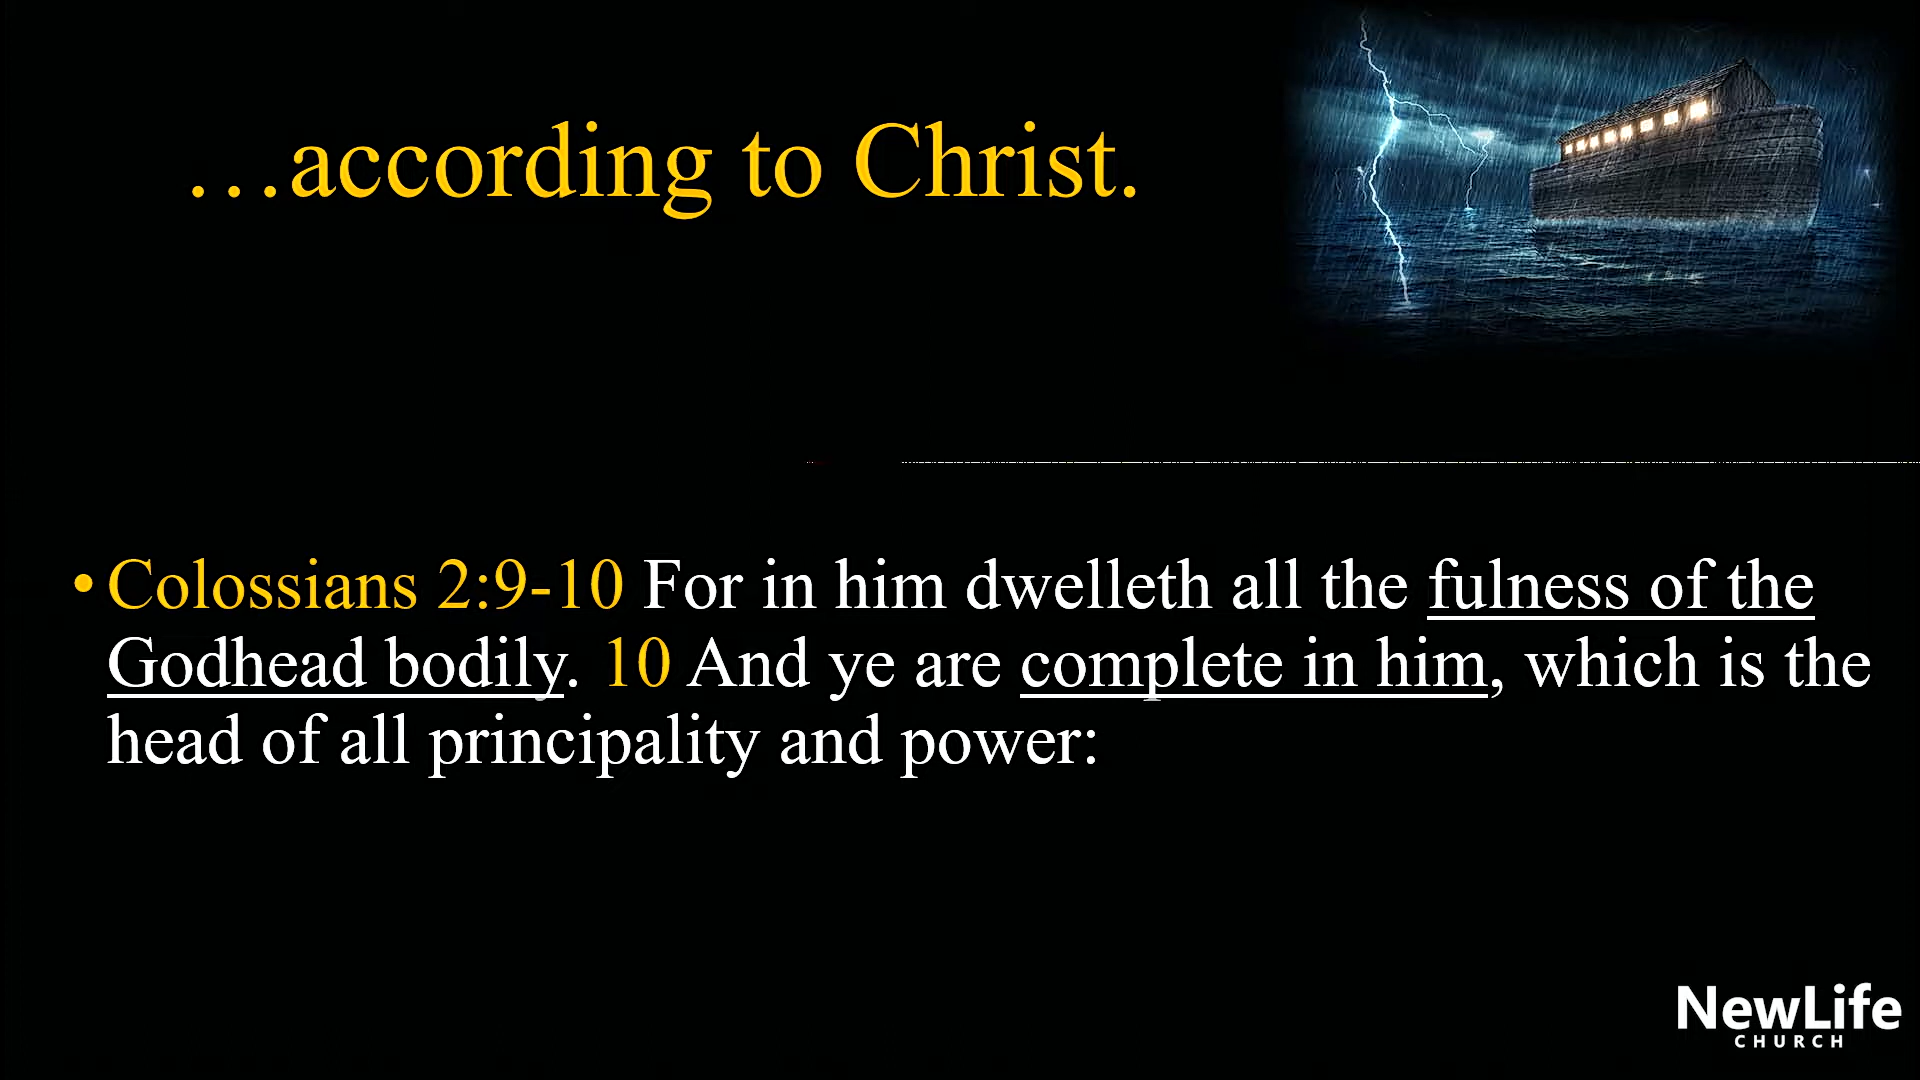 …according to Christ.
• Colossians 2:9-10 For in him dwelleth all the fulness of the
Godhead bodily. 10 And ye are complete in him, which is the
head of all principality and power:
NewLife
CHURCH